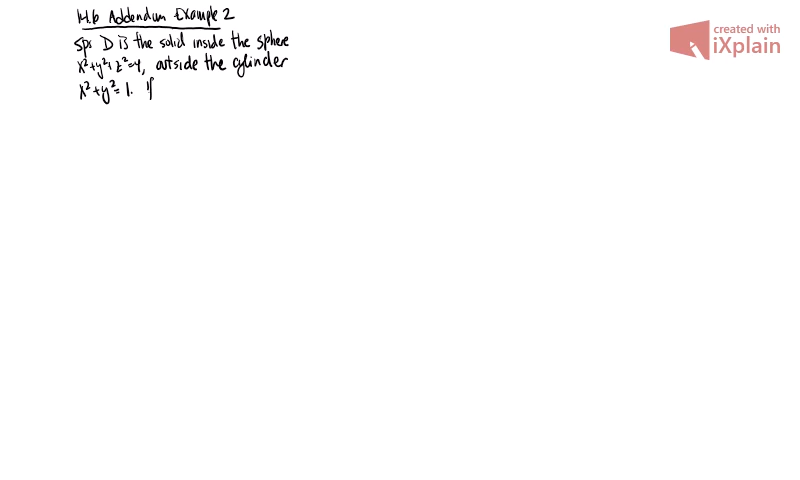 14.6 Addendum Example 2
Sps D is the solid inside the sphere
x²+y²+z²=4, outside the cylinder
x²+y²=1. If
created with
iXplain